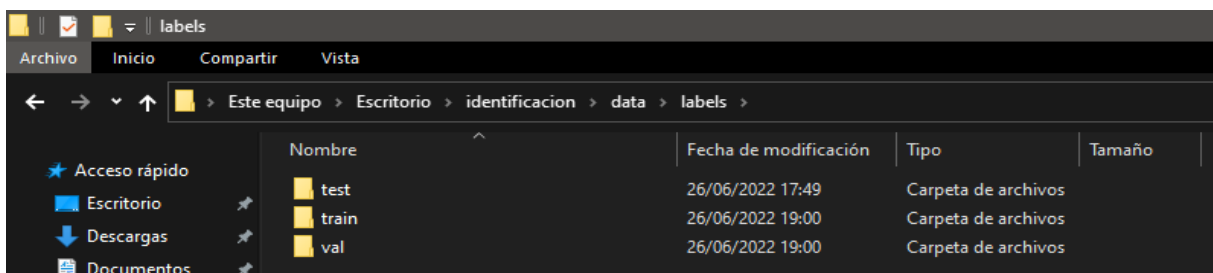 labels
Archivo Inicio Compartir Vista
Este equipo > Escritorio > identificacion > data > labels >
Nombre Fecha de modificación Tipo Tamaño
Acceso rápido
test 26/06/2022 17:49 Carpeta de archivos
Escritorio
train 26/06/2022 19:00 Carpeta de archivos
Descargas
val 26/06/2022 19:00 Carpeta de archivos
Documentos